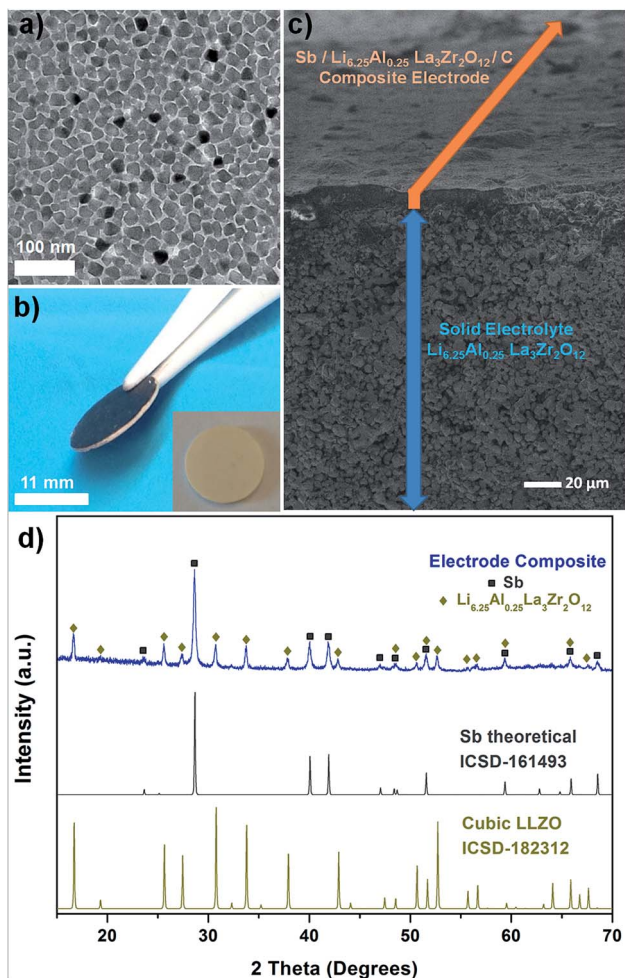 a)
100 nm
b)
11 mm
c)
Sb / Li₆.₂₅Al₀.₂₅ La₃Zr₂O₁₂ / C
Composite Electrode
Solid Electrolyte
Li₆.₂₅Al₀.₂₅ La₃Zr₂O₁₂
20 µm
d)
Electrode Composite
Sb
Li₆.₂₅Al₀.₂₅La₃Zr₂O₁₂
Sb theoretical
ICSD-161493
Cubic LLZO
ICSD-182312
Intensity (a.u.)
20 30 40 50 60 70
2 Theta (Degrees)